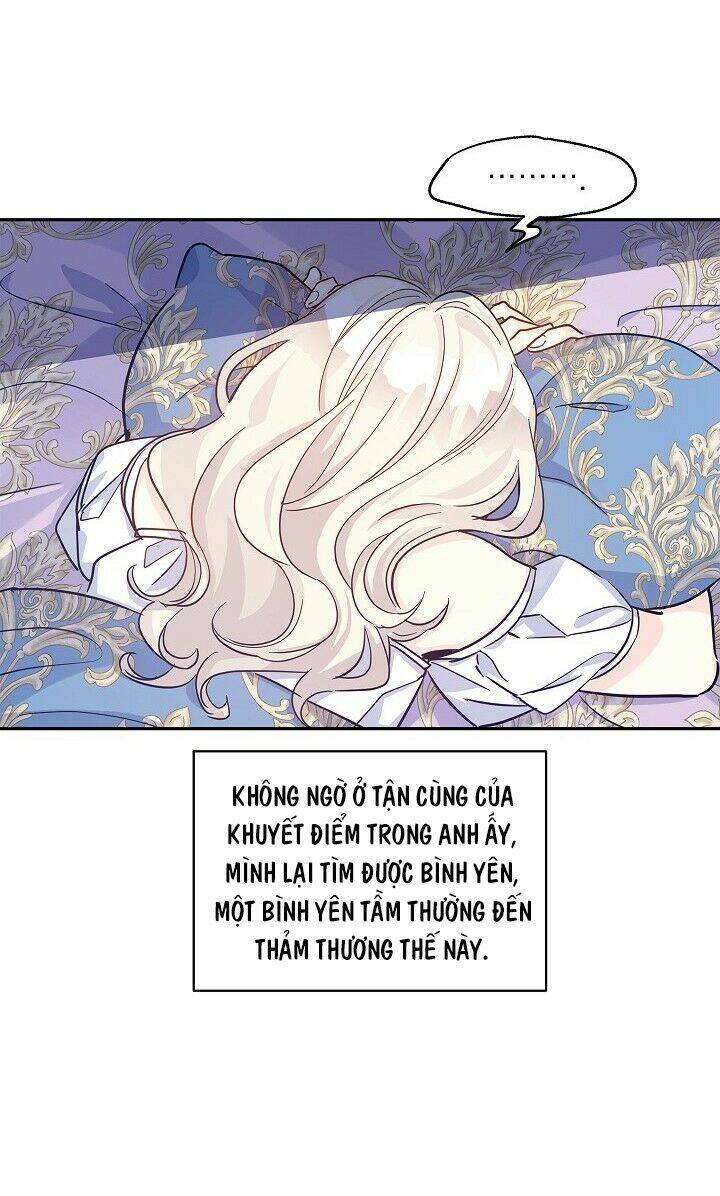 ..........
KHÔNG NGỜ Ở TẬN CÙNG CỦA
KHUYẾT ĐIỂM TRONG ANH ẤY,
MÌNH LẠI TÌM ĐƯỢC BÌNH YÊN,
MỘT BÌNH YÊN TẦM THƯỜNG ĐẾN
THẢM THƯƠNG THẾ NÀY.